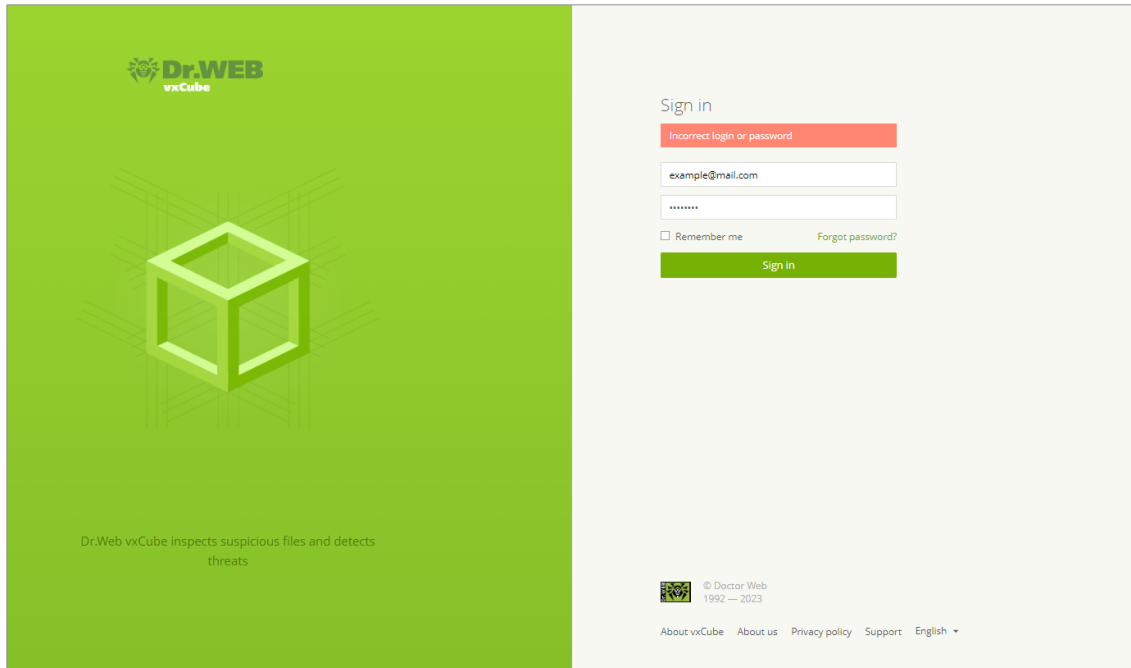 Dr.WEB
vxCube
Dr.Web vxCube inspects suspicious files and detects
threats
Sign in
Incorrect login or password
example@mail.com
••••••••
Remember me
Forgot password?
Sign in
© Doctor Web
1992 — 2023
About vxCube
About us
Privacy policy
Support
English